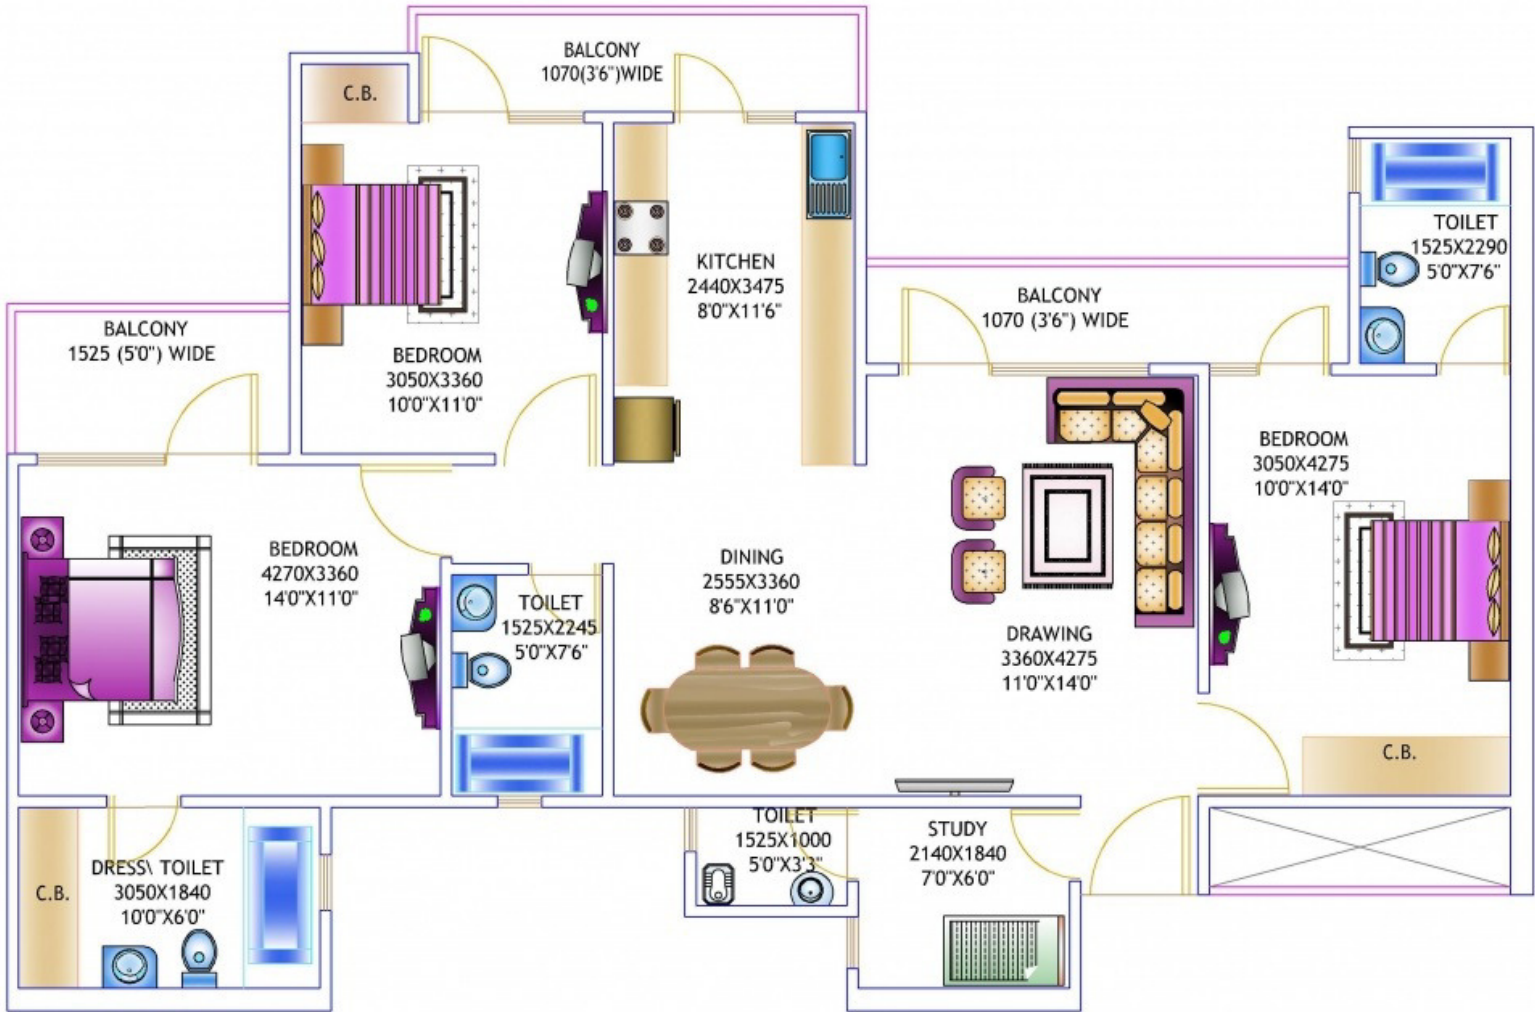 BALCONY
1070(3'6")WIDE
C.B.
TOILET
1525X2290
5'0"X7'6"
KITCHEN
2440X3475
8'0"X11'6"
BALCONY
1070 (3'6") WIDE
BALCONY
1525 (5'0") WIDE
BEDROOM
3050X3360
10'0"X11'0"
BEDROOM
3050X4275
10'0"X14'0"
BEDROOM
4270X3360
14'0"X11'0"
DINING
2555X3360
8'6"X11'0"
TOILET
1525X2245
5'0"X7'6"
DRAWING
3360X4275
11'0"X14'0"
C.B.
TOILET
1525X1000
5'0"X3'3"
STUDY
2140X1840
7'0"X6'0"
DRESS\ TOILET
3050X1840
10'0"X6'0"
C.B.